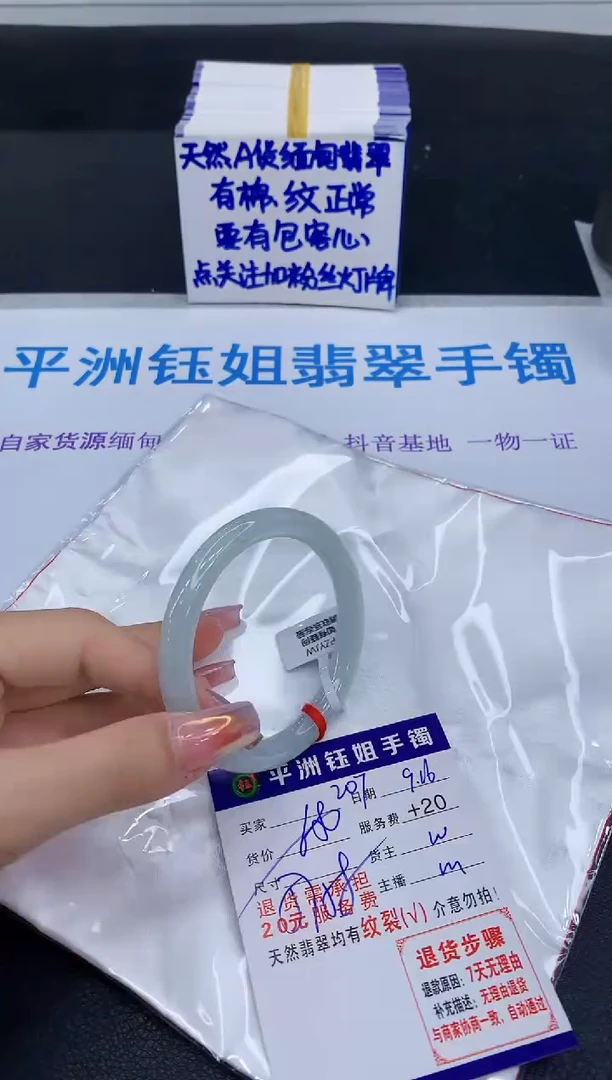 天然A货缅甸翡翠
有棉、纹正常
要有包容心
点关注加粉丝灯牌
平洲钰姐翡翠手镯
自家货源缅甸
抖音基地 一物一证
平洲钰姐手镯
买家
207
日期 9.16
货价
服务费 +20
货主 w
尺寸
主播 m
退货需承担
20元服务费
天然翡翠均有纹裂(√) 介意勿拍!
退货步骤
退款原因: 7天无理由
补充描述: 无理由退货
与商家协商一致, 自动通过